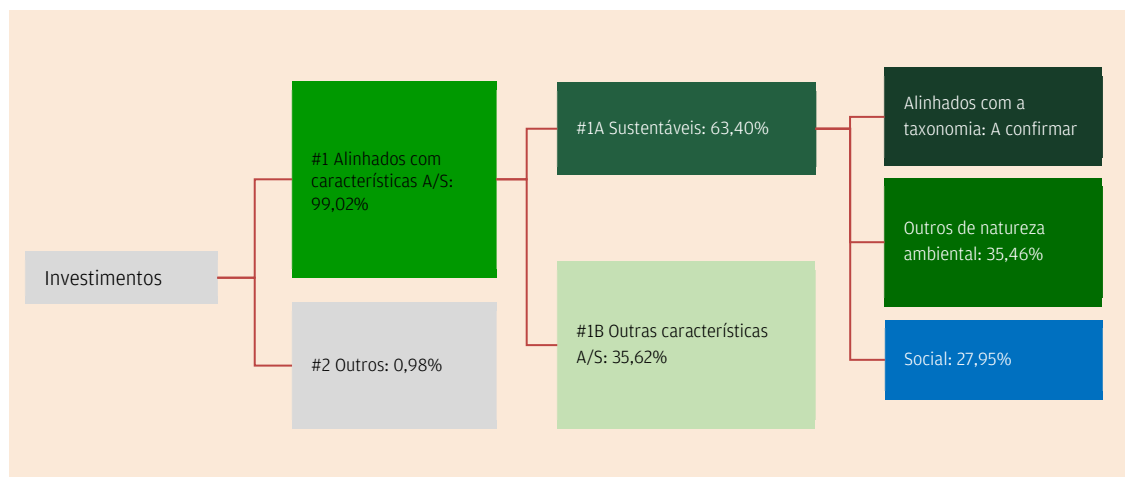 Investimentos
#1 Alinhados com
características A/S:
99,02%
#2 Outros: 0,98%
#1A Sustentáveis: 63,40%
#1B Outras características
A/S: 35,62%
Alinhados com a
taxonomia: A confirmar
Outros de natureza
ambiental: 35,46%
Social: 27,95%